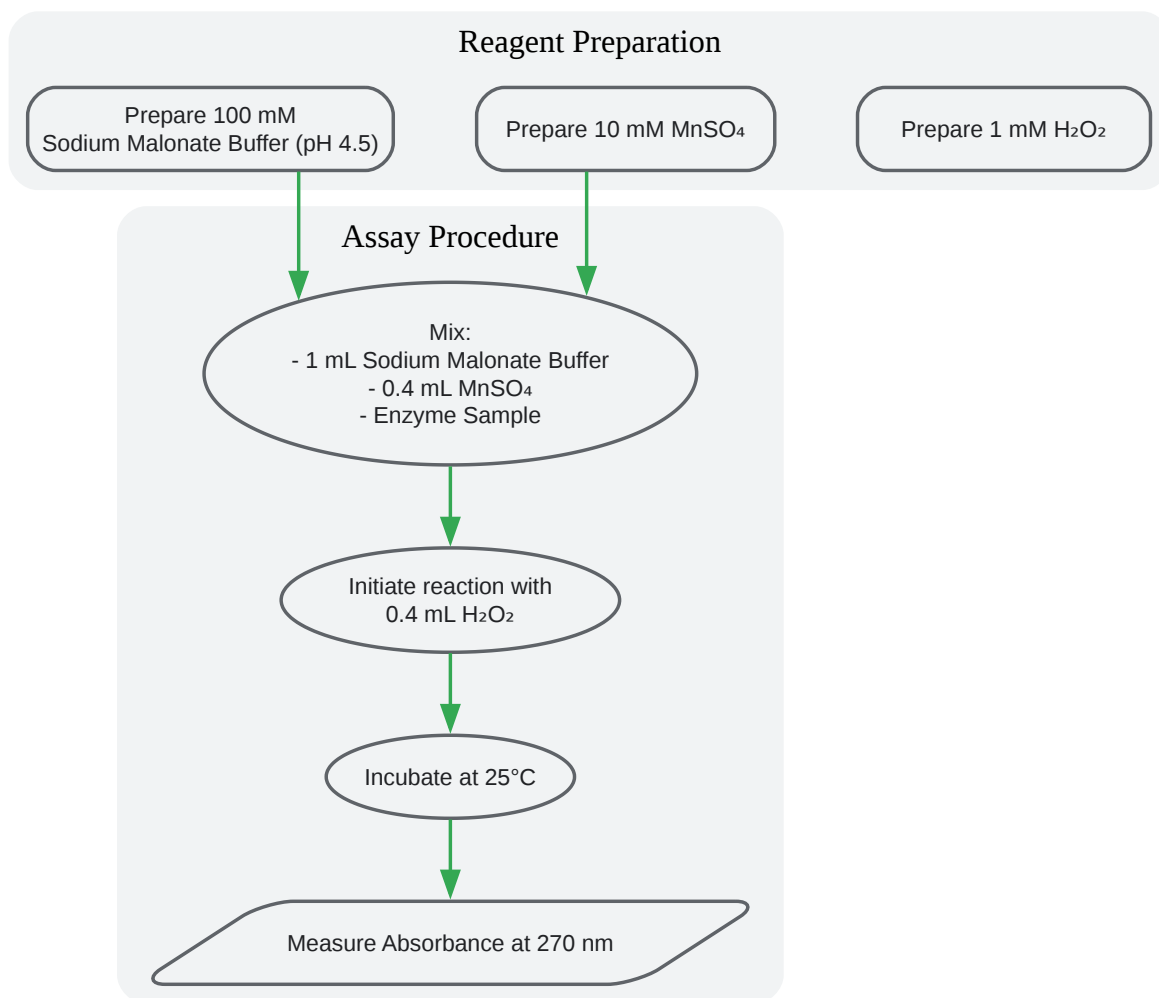 Reagent Preparation
Prepare 100 mM
Sodium Malonate Buffer (pH 4.5)
Prepare 10 mM MnSO₄
Prepare 1 mM H₂O₂
Assay Procedure
Mix:
- 1 mL Sodium Malonate Buffer
- 0.4 mL MnSO₄
- Enzyme Sample
Initiate reaction with
0.4 mL H₂O₂
Incubate at 25°C
Measure Absorbance at 270 nm